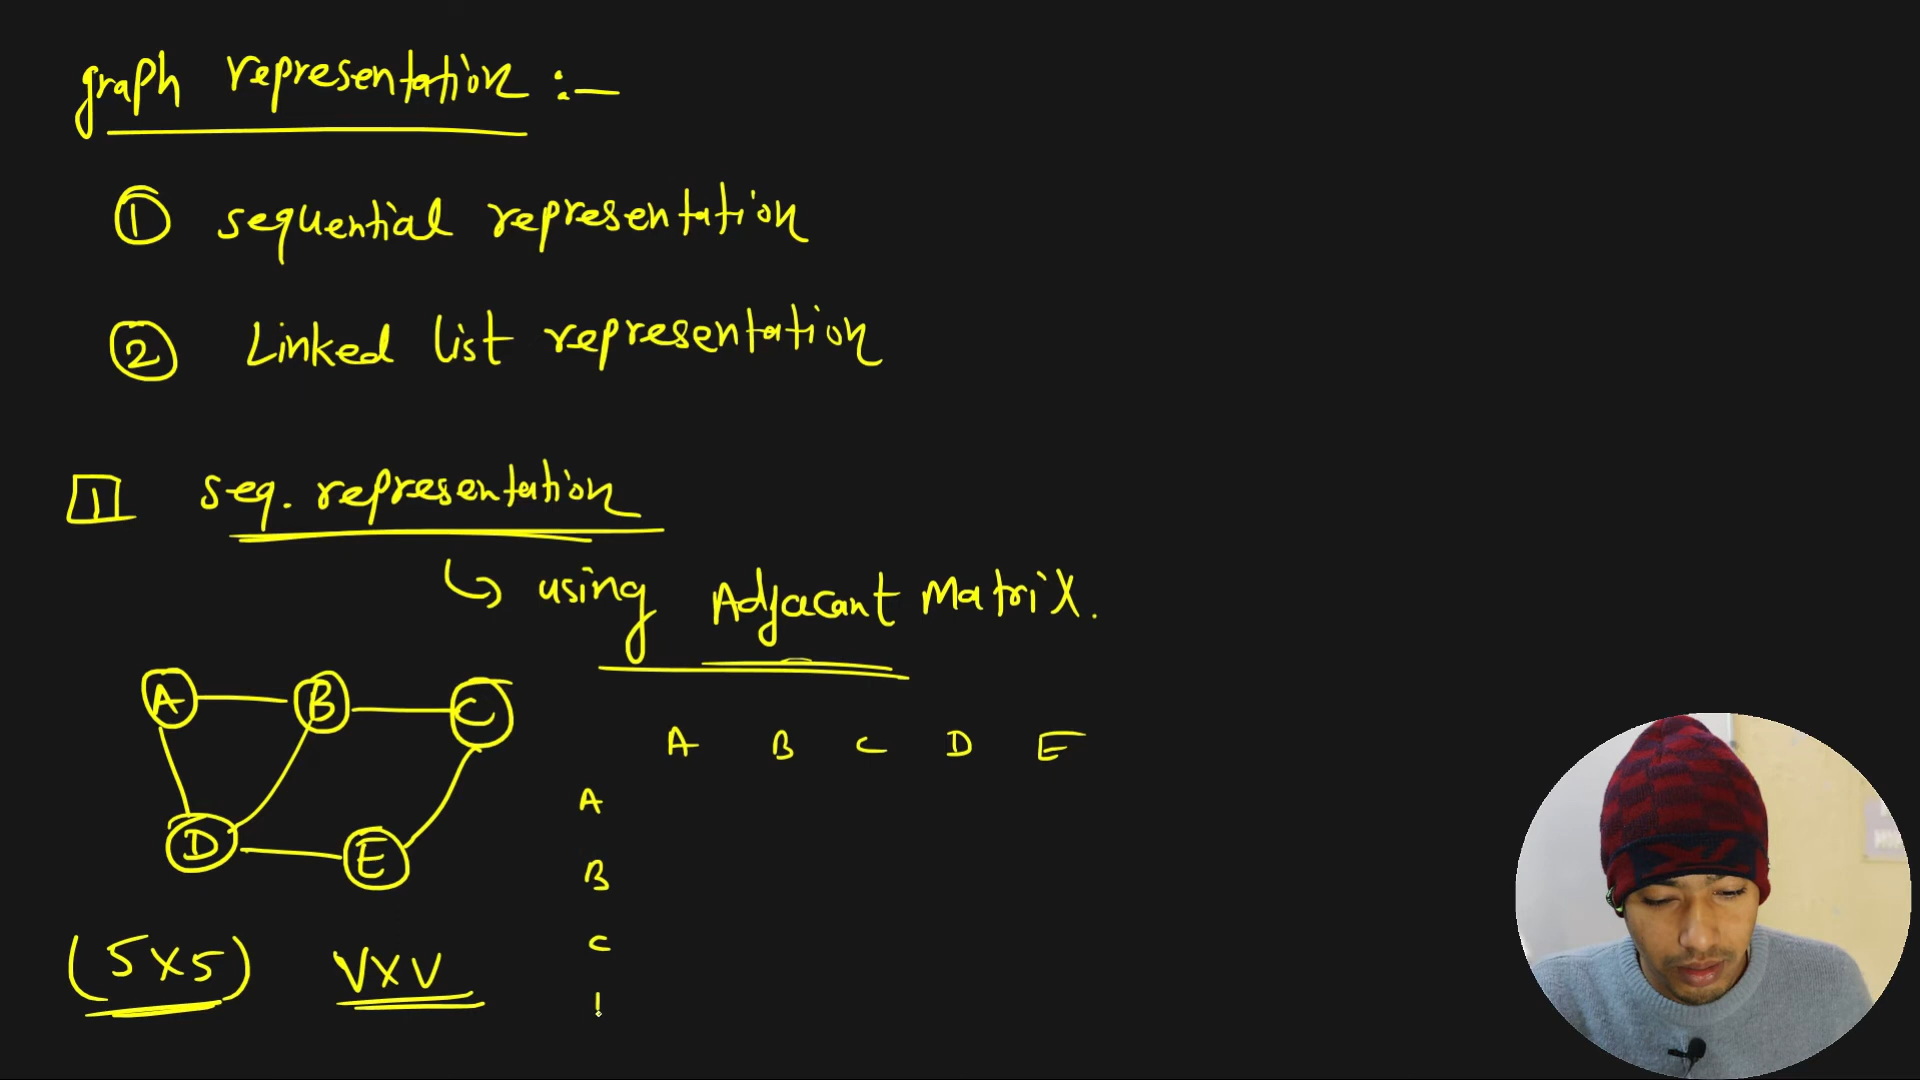 graph representation :—
① sequential representation
② Linked list representation
1 seq. representation
↳ using Adjacant Matrix.
A B C
D E
(5X5) VXV
A B C D E
A
B
C